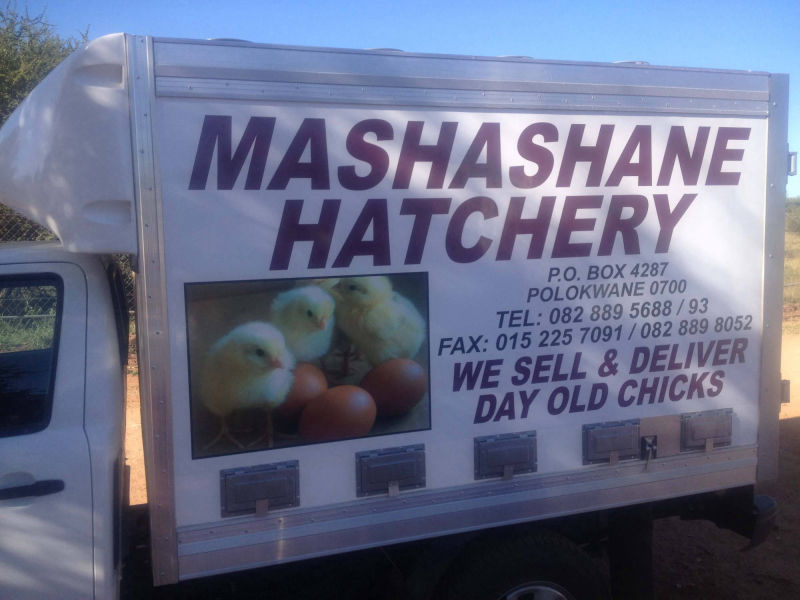 MASHASHANE
HATCHERY
P.O. BOX 4287
POLOKWANE 0700
TEL: 082 889 5688 / 93
FAX: 015 225 7091 / 082 889 8052
WE SELL & DELIVER
DAY OLD CHICKS